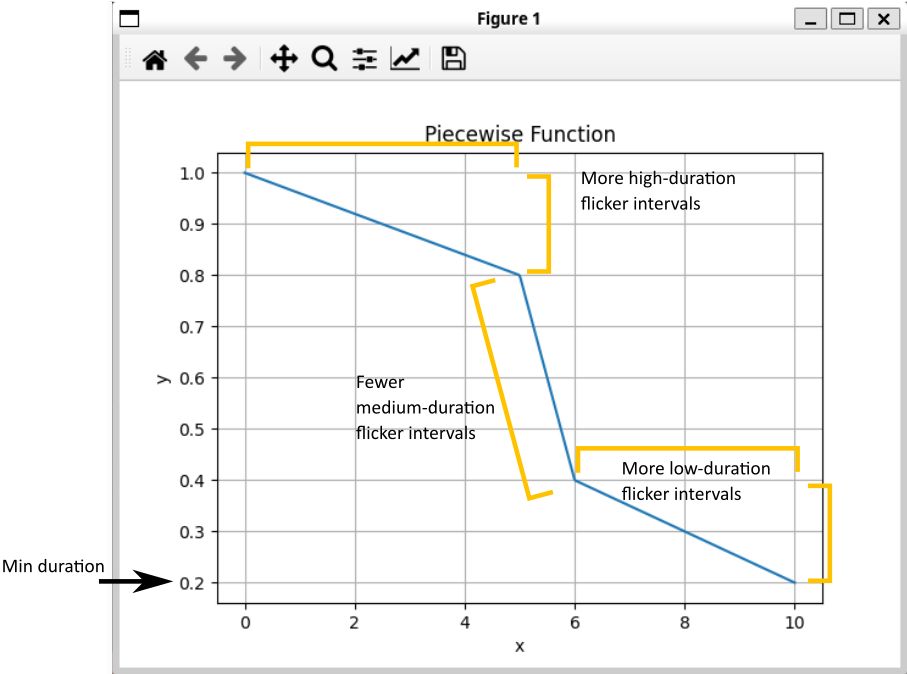 Figure 1
Piecewise Function
More high-duration
flicker intervals
1.0
0.9
0.8
0.7
0.6
0.5
0.4
0.3
0.2
y
Fewer
medium-duration
flicker intervals
More low-duration
flicker intervals
Min duration
0 2 4 6 8 10
x